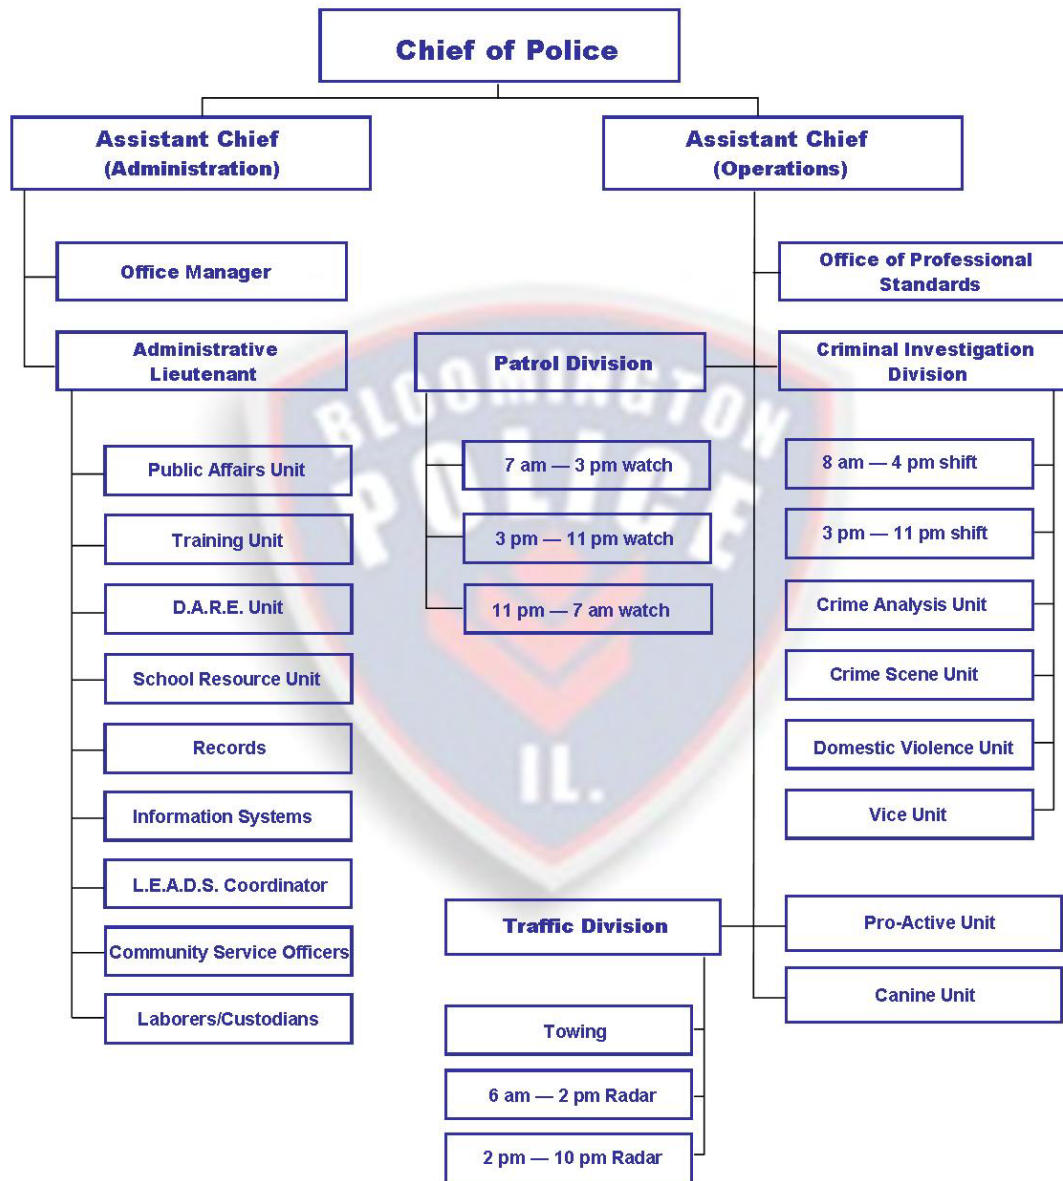 Chief of Police
Assistant Chief
(Administration)
Assistant Chief
(Operations)
Office Manager
Office of Professional
Standards
Administrative
Lieutenant
Patrol Division
Criminal Investigation
Division
Public Affairs Unit
Training Unit
D.A.R.E. Unit
School Resource Unit
Records
Information Systems
L.E.A.D.S. Coordinator
Community Service Officers
Laborers/Custodians
7 am — 3 pm watch
3 pm — 11 pm watch
11 pm — 7 am watch
8 am — 4 pm shift
3 pm — 11 pm shift
Crime Analysis Unit
Crime Scene Unit
Domestic Violence Unit
Vice Unit
Traffic Division
Towing
6 am — 2 pm Radar
2 pm — 10 pm Radar
Pro-Active Unit
Canine Unit
BLOOMINGTON
POLICE
IL.